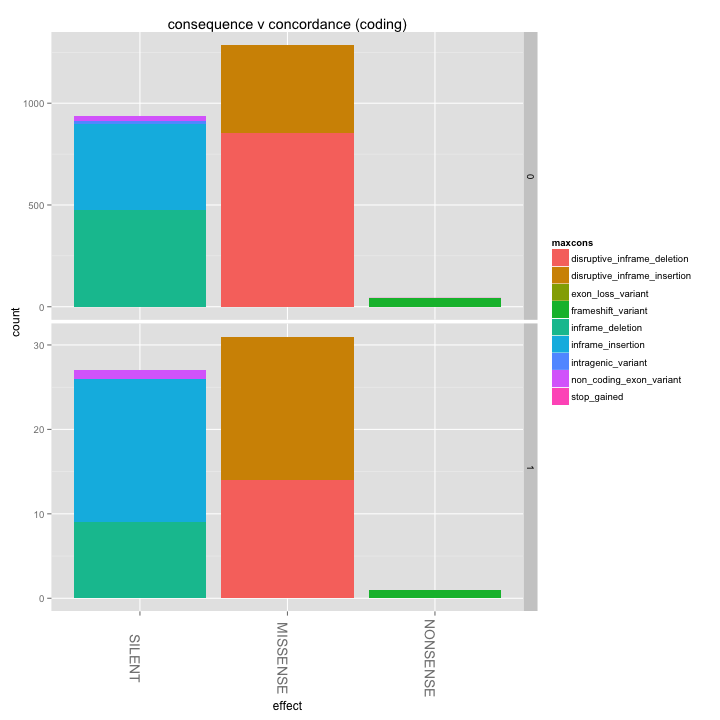 consequence v concordance (coding)
1000
500
0
0
30
20
10
0
1
count
SILENT
MISSENSE
NONSENSE
effect
maxcons
disruptive_inframe_deletion
disruptive_inframe_insertion
exon_loss_variant
frameshift_variant
inframe_deletion
inframe_insertion
intragenic_variant
non_coding_exon_variant
stop_gained